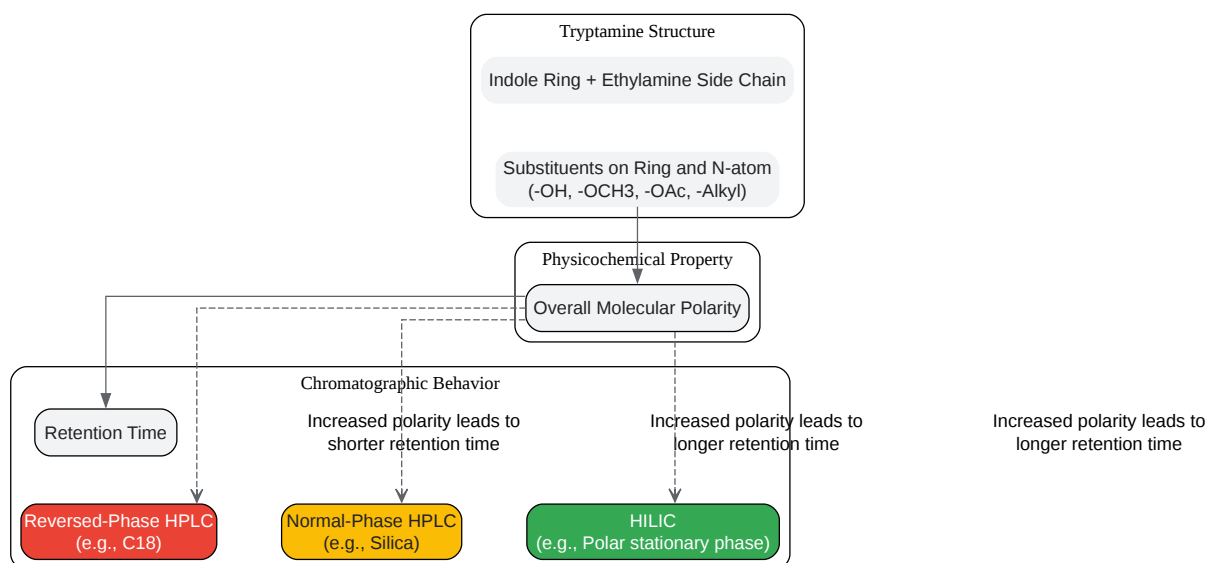 Tryptamine Structure
Indole Ring + Ethylamine Side Chain
Substituents on Ring and N-atom
(-OH, -OCH3, -OAc, -Alkyl)
Physicochemical Property
Overall Molecular Polarity
Chromatographic Behavior
Retention Time
Increased polarity leads to
shorter retention time
Increased polarity leads to
longer retention time
Increased polarity leads to
longer retention time
Reversed-Phase HPLC
(e.g., C18)
Normal-Phase HPLC
(e.g., Silica)
HILIC
(e.g., Polar stationary phase)